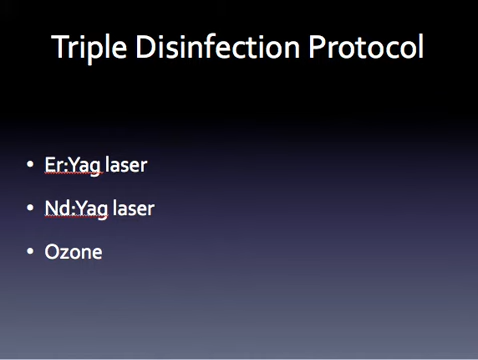 Triple Disinfection Protocol
• Er:Yag laser
• Nd:Yag laser
• Ozone